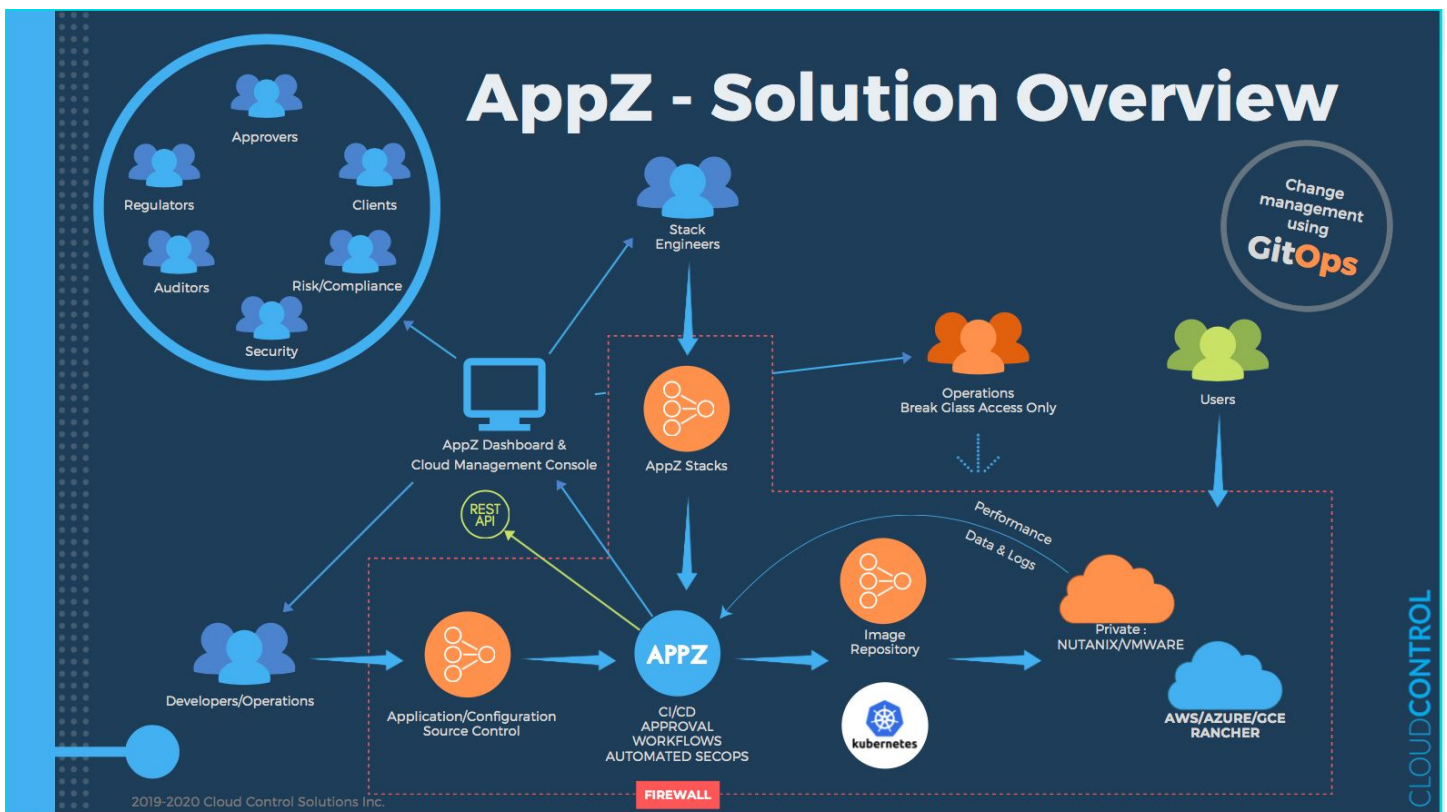 AppZ - Solution Overview
Approvers
Regulators
Clients
Auditors
Risk/Compliance
Security
Stack
Engineers
Change
management
using
GitOps
Operations
Break Glass Access Only
Users
AppZ Dashboard &
Cloud Management Console
AppZ Stacks
REST
API
Performance
Data & Logs
Developers/Operations
Application/Configuration
Source Control
APPZ
CI/CD
APPROVAL
WORKFLOWS
AUTOMATED SECOPS
Image
Repository
kubernetes
Private :
NUTANIX/VMWARE
AWS/AZURE/GCE
RANCHER
FIREWALL
CLOUDCONTROL
2019-2020 Cloud Control Solutions Inc.